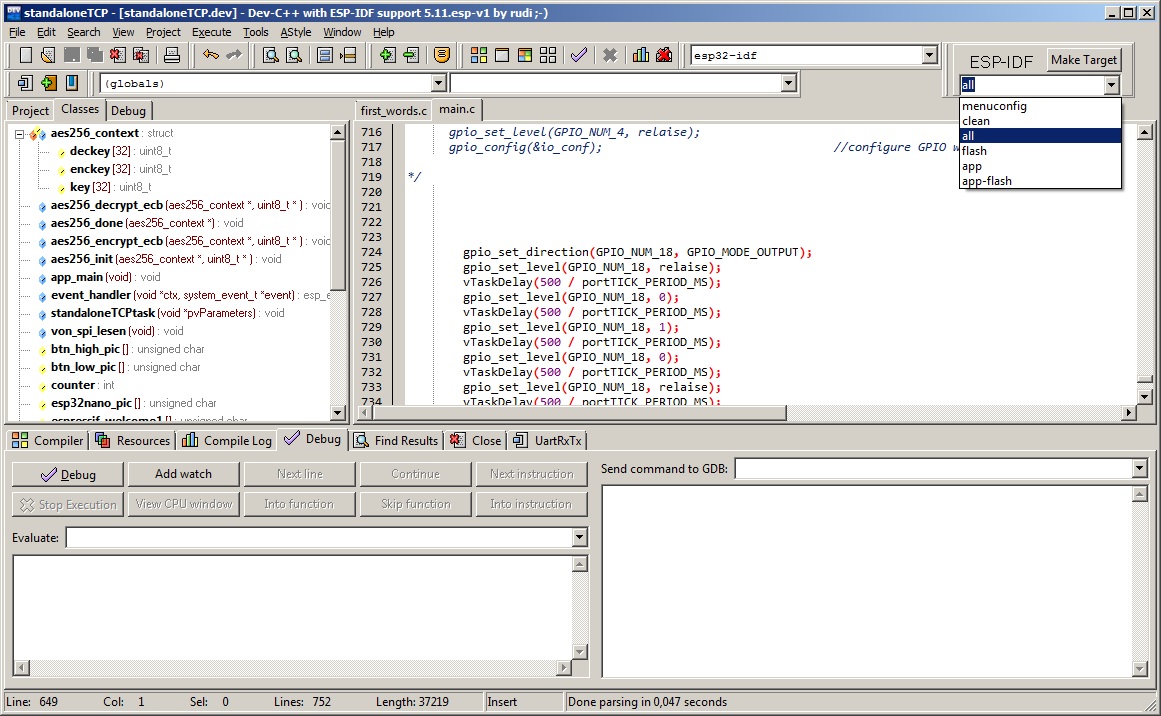 standaloneTCP - [standaloneTCP.dev] - Dev-C++ with ESP-IDF support 5.11.esp-v1 by rudi ;-)
File Edit Search View Project Execute Tools AStyle Window Help
esp32-idf
ESP-IDF Make Target
(globals)
all
menuconfig
clean
all
flash
app
app-flash
Project Classes Debug
first_words.c main.c
aes256_context : struct
deckey [32] : uint8_t
enckey [32] : uint8_t
key [32] : uint8_t
aes256_decrypt_ecb (aes256_context *, uint8_t * ) : void
aes256_done (aes256_context *) : void
aes256_encrypt_ecb (aes256_context *, uint8_t * ) : void
aes256_init (aes256_context *, uint8_t * ) : void
app_main (void) : void
event_handler (void *ctx, system_event_t *event) : esp_e
standaloneTCPtask (void *pvParameters) : void
von_spi_lesen (void) : void
btn_high_pic [] : unsigned char
btn_low_pic [] : unsigned char
counter : int
esp32nano_pic [] : unsigned char
espressif_welcome1 [] : unsigned char
716 gpio_set_level(GPIO_NUM_4, relaise);
717 gpio_config(&io_conf); //configure GPIO w
718
719 */
720
721
722
723
724 gpio_set_direction(GPIO_NUM_18, GPIO_MODE_OUTPUT);
725 gpio_set_level(GPIO_NUM_18, relaise);
726 vTaskDelay(500 / portTICK_PERIOD_MS);
727 gpio_set_level(GPIO_NUM_18, 0);
728 vTaskDelay(500 / portTICK_PERIOD_MS);
729 gpio_set_level(GPIO_NUM_18, 1);
730 vTaskDelay(500 / portTICK_PERIOD_MS);
731 gpio_set_level(GPIO_NUM_18, 0);
732 vTaskDelay(500 / portTICK_PERIOD_MS);
733 gpio_set_level(GPIO_NUM_18, relaise);
734 vTaskDelay(500 / portTICK_PERIOD_MS);
Compiler Resources Compile Log Debug Find Results Close UartRxTx
Debug Add watch Next line Continue Next instruction
Stop Execution View CPU window Into function Skip function Into instruction
Send command to GDB:
Evaluate:
Line: 649 Col: 1 Sel: 0 Lines: 752 Length: 37219 Insert Done parsing in 0,047 seconds